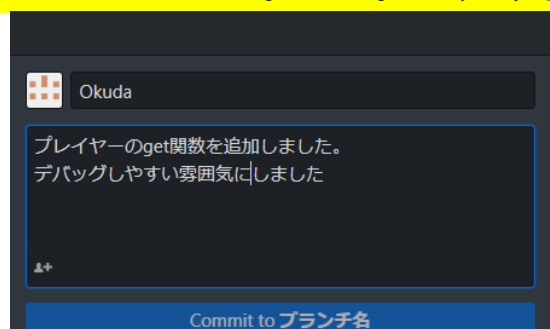 Okuda
プレイヤーのget関数を追加しました。
デバッグしやすい雰囲気にしました
Commit to ブランチ名